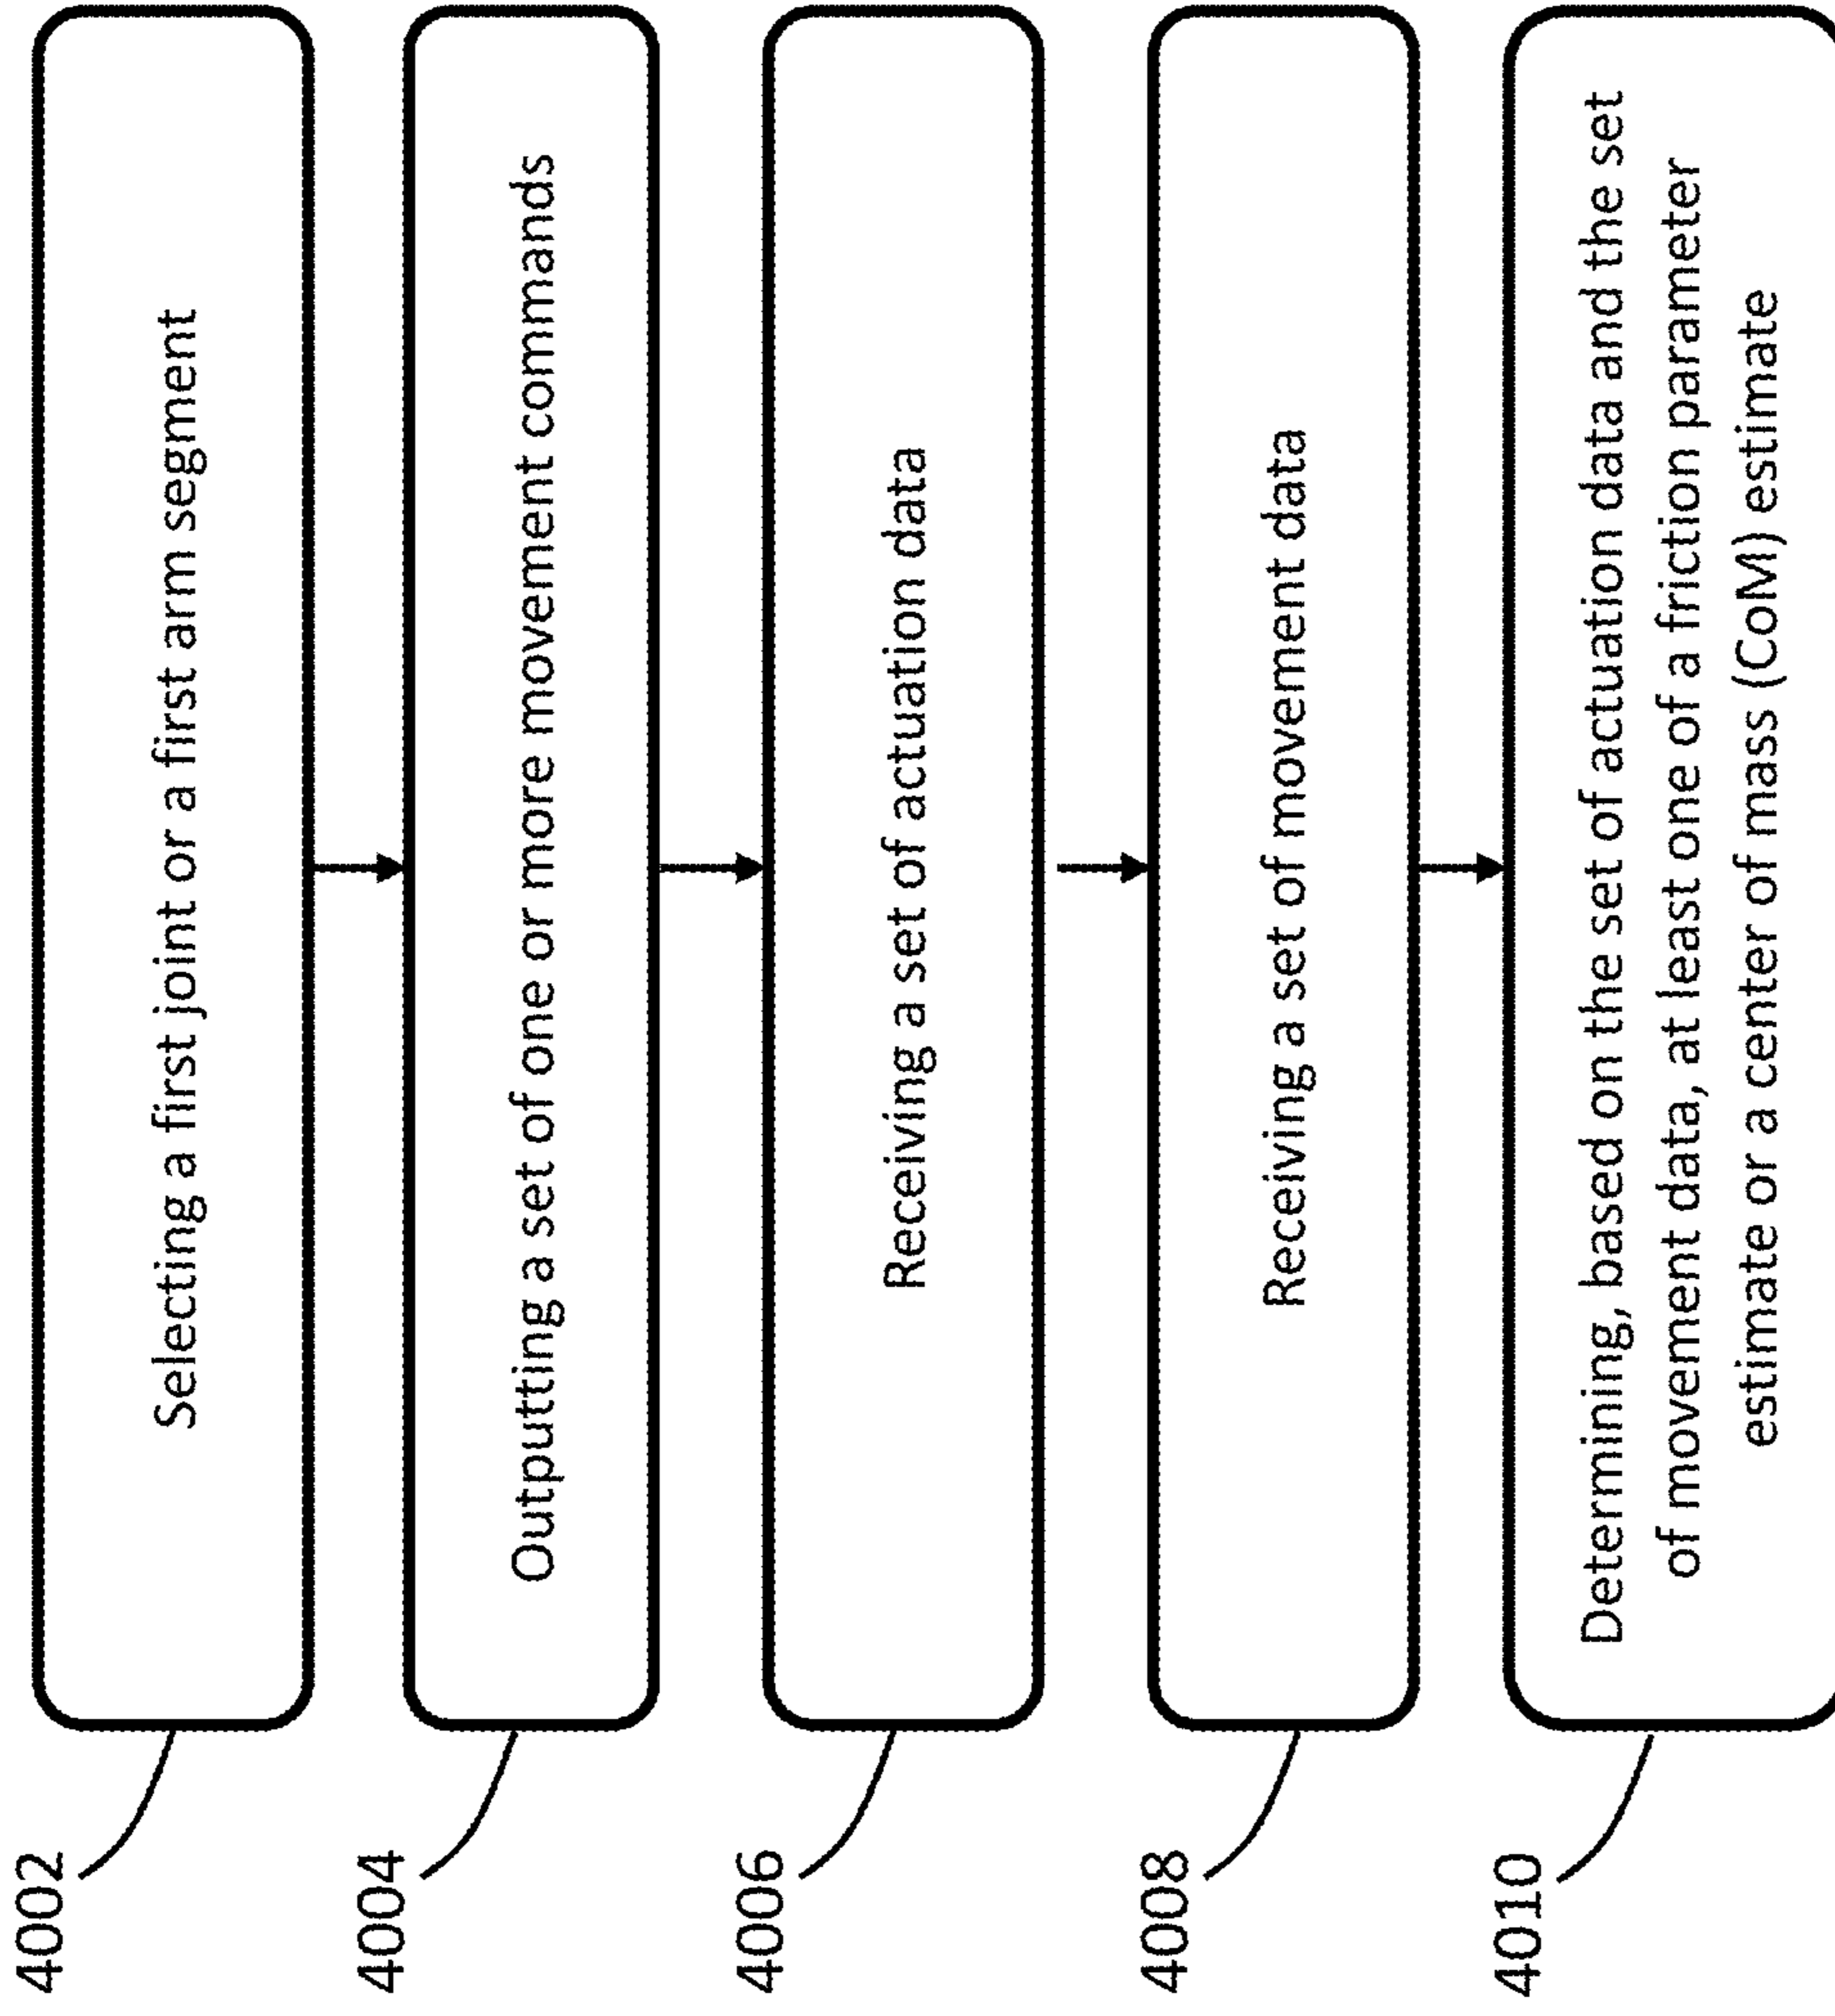 4002
Selecting a first joint or a first arm segment
4004
Outputting a set of one or more movement commands
4006
Receiving a set of actuation data
4008
Receiving a set of movement data
4010
Determining, based on the set of actuation data and the set
of movement data, at least one of a friction parameter
estimate or a center of mass (CoM) estimate